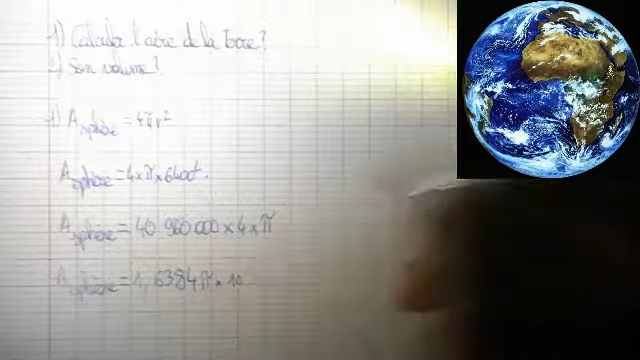 1) Calculer l'aire de la Terre?
2) Son volume?
1) A sphère = 4πr²
A sphère = 4×π×6400².
A sphère = 40 960 000 × 4 × π
A sphère = 1,6384π × 10